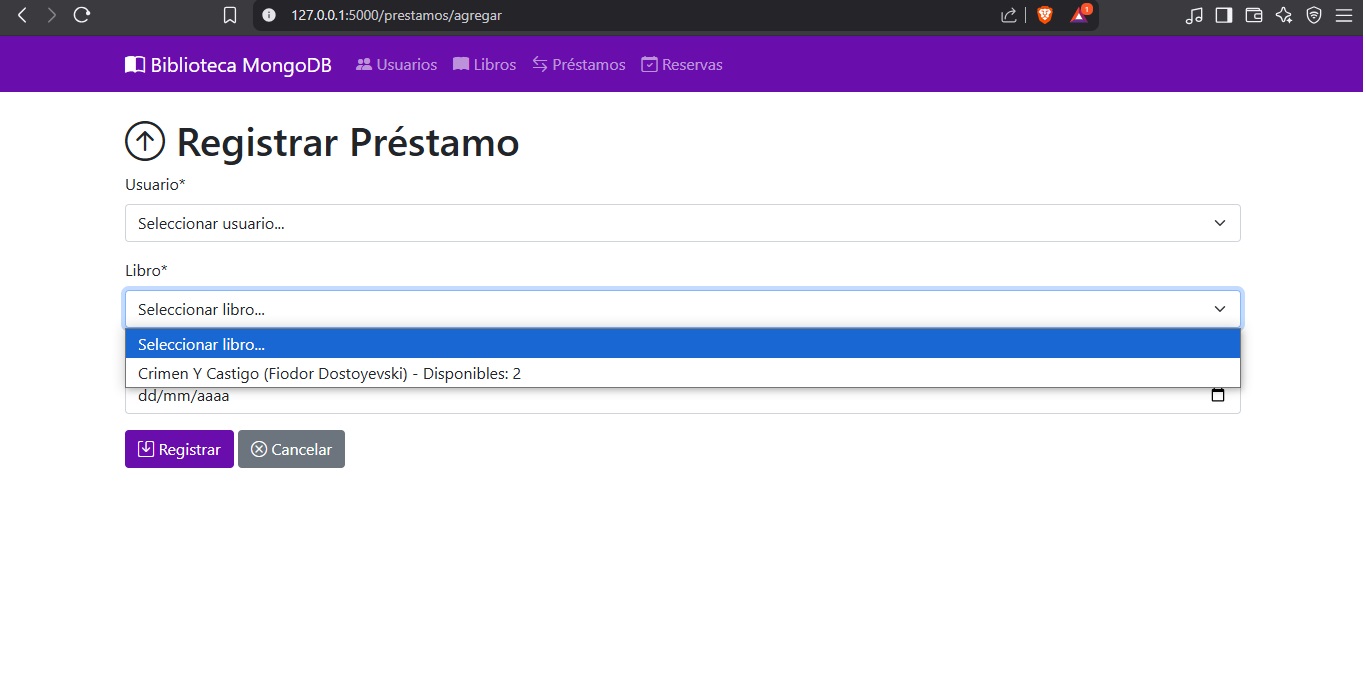 127.0.0.1:5000/prestamos/agregar
1
Biblioteca MongoDB Usuarios Libros Préstamos Reservas
Registrar Préstamo
Usuario*
Seleccionar usuario...
Libro*
Seleccionar libro...
Seleccionar libro...
Crimen Y Castigo (Fiodor Dostoyevski) - Disponibles: 2
dd/mm/aaaa
Registrar Cancelar